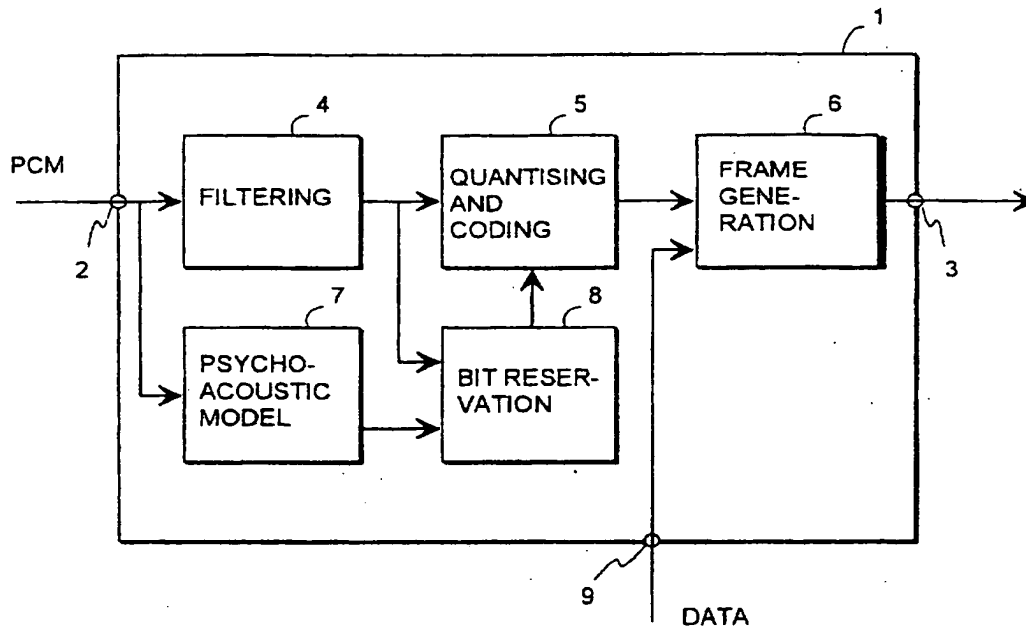 1
4
5
6
PCM
FILTERING
QUANTISING
AND
CODING
FRAME
GENE-
RATION
2
3
7
8
PSYCHO-
ACOUSTIC
MODEL
BIT RESER-
VATION
9
DATA